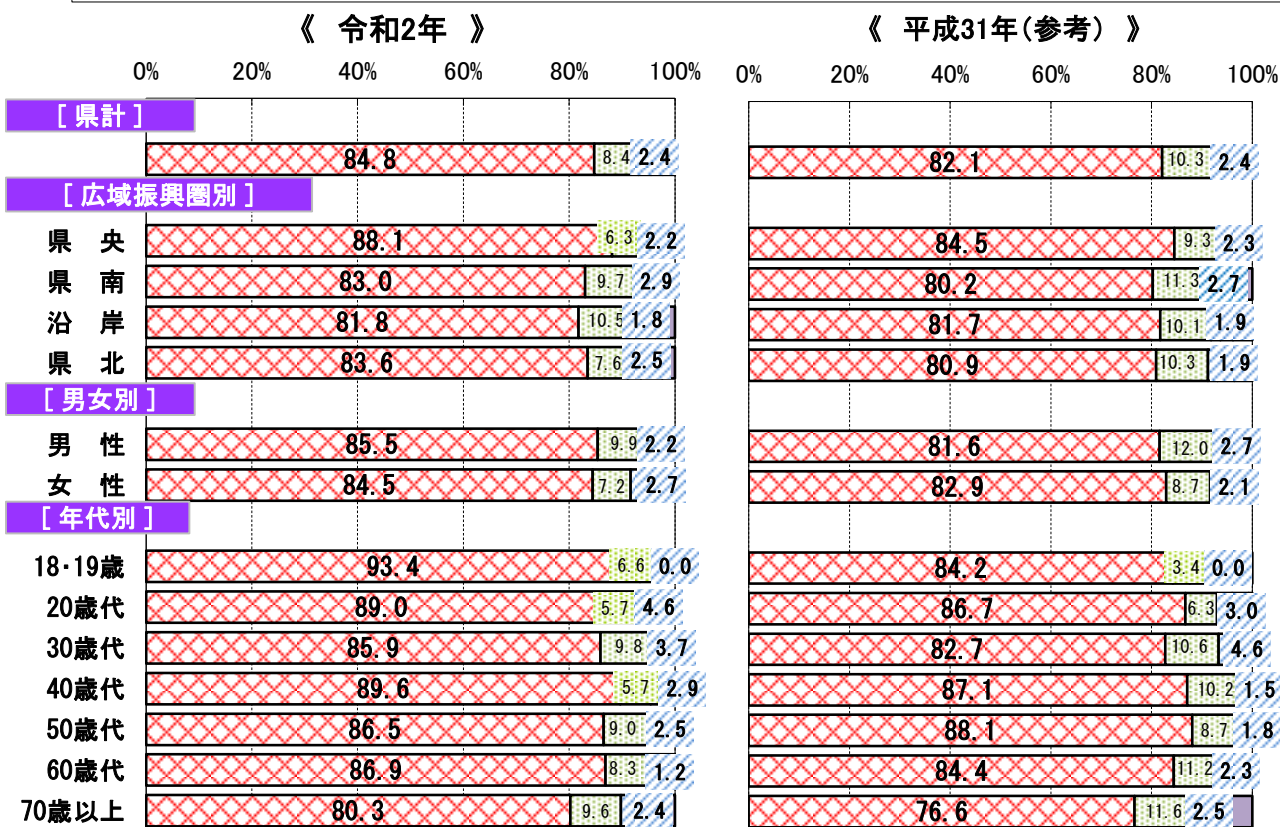 《 令和2年 》 《 平成31年(参考) 》
0% 20% 40% 60% 80% 100% 0% 20% 40% 60% 80% 100%
[ 県計 ]
84.8 8.4 2.4 82.1 10.3 2.4
[ 広域振興圏別 ]
県 央 88.1 6.3 2.2 84.5 9.3 2.3
県 南 83.0 9.7 2.9 80.2 11.3 2.7
沿 岸 81.8 10.5 1.8 81.7 10.1 1.9
県 北 83.6 7.6 2.5 80.9 10.3 1.9
[ 男女別 ]
男 性 85.5 9.9 2.2 81.6 12.0 2.7
女 性 84.5 7.2 2.7 82.9 8.7 2.1
[ 年代別 ]
18・19歳 93.4 6.6 0.0 84.2 3.4 0.0
20歳代 89.0 5.7 4.6 86.7 6.3 3.0
30歳代 85.9 9.8 3.7 82.7 10.6 4.6
40歳代 89.6 5.7 2.9 87.1 10.2 1.5
50歳代 86.5 9.0 2.5 88.1 8.7 1.8
60歳代 86.9 8.3 1.2 84.4 11.2 2.3
70歳以上 80.3 9.6 2.4 76.6 11.6 2.5